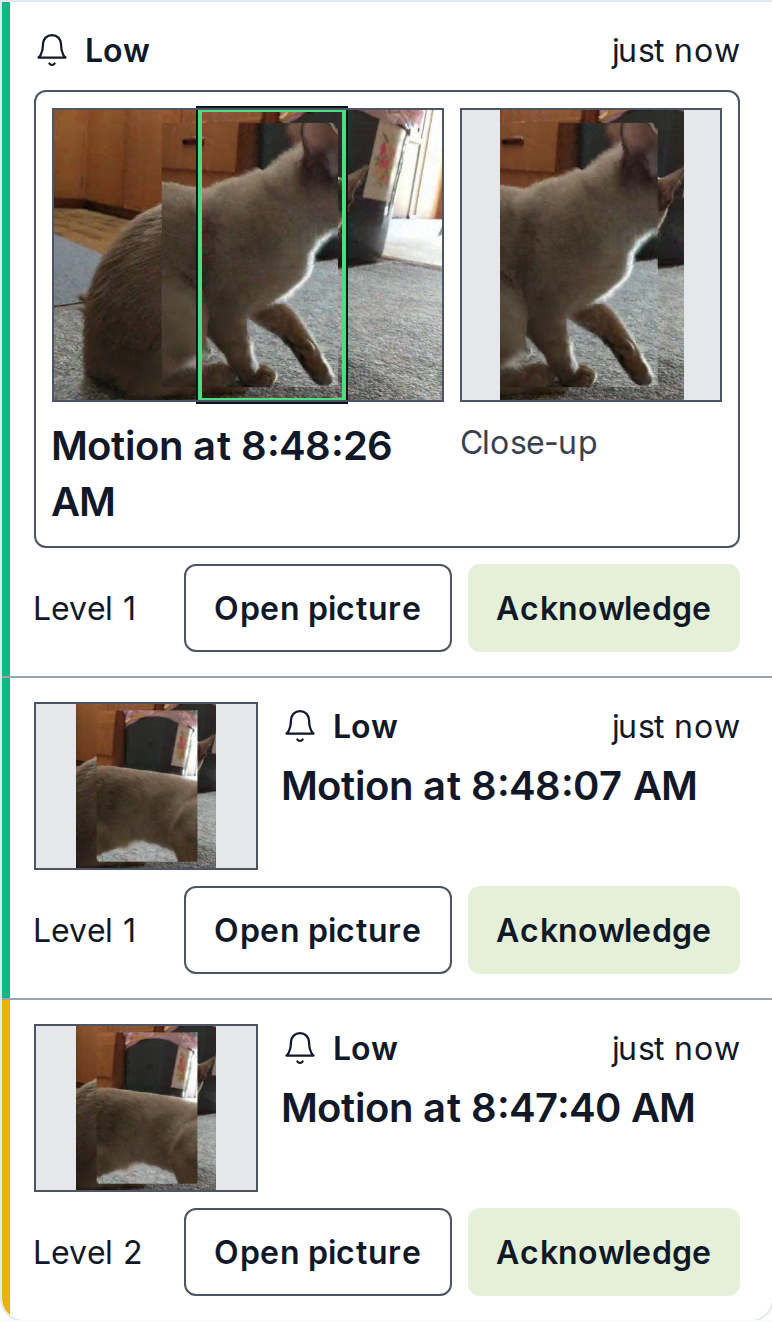 Low
just now
Motion at 8:48:26
AM
Close-up
Level 1
Open picture
Acknowledge
Low
just now
Motion at 8:48:07 AM
Level 1
Open picture
Acknowledge
Low
just now
Motion at 8:47:40 AM
Level 2
Open picture
Acknowledge